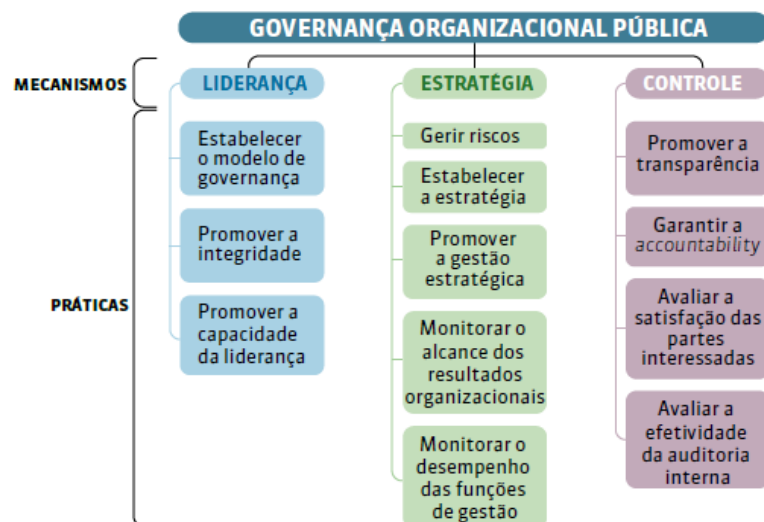 GOVERNANÇA ORGANIZACIONAL PÚBLICA
MECANISMOS
LIDERANÇA
ESTRATÉGIA
CONTROLE
PRÁTICAS
Estabelecer
o modelo de
governança
Promover a
integridade
Promover a
capacidade
da liderança
Gerir riscos
Estabelecer
a estratégia
Promover
a gestão
estratégica
Monitorar o
alcance dos
resultados
organizacionais
Monitorar o
desempenho
das funções
de gestão
Promover a
transparência
Garantir a
accountability
Avaliar a
satisfação das
partes
interessadas
Avaliar a
efetividade
da auditoria
interna